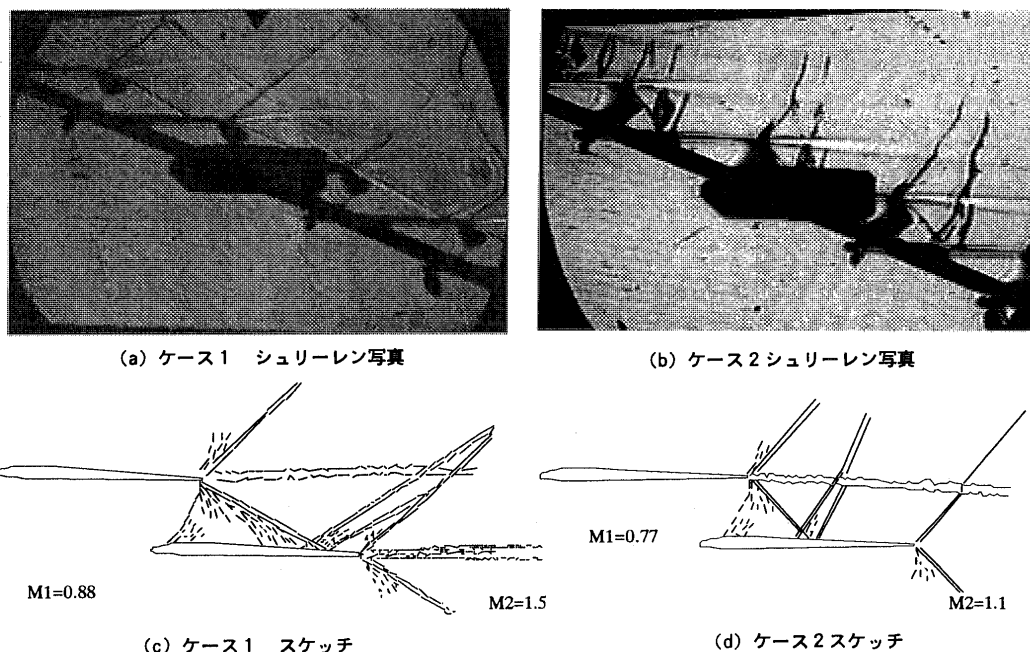 (a) ケース1 シュリーレン写真
(b) ケース2シュリーレン写真
M1=0.88
M2=1.5
M1=0.77
M2=1.1
(c) ケース1 スケッチ
(d) ケース2スケッチ